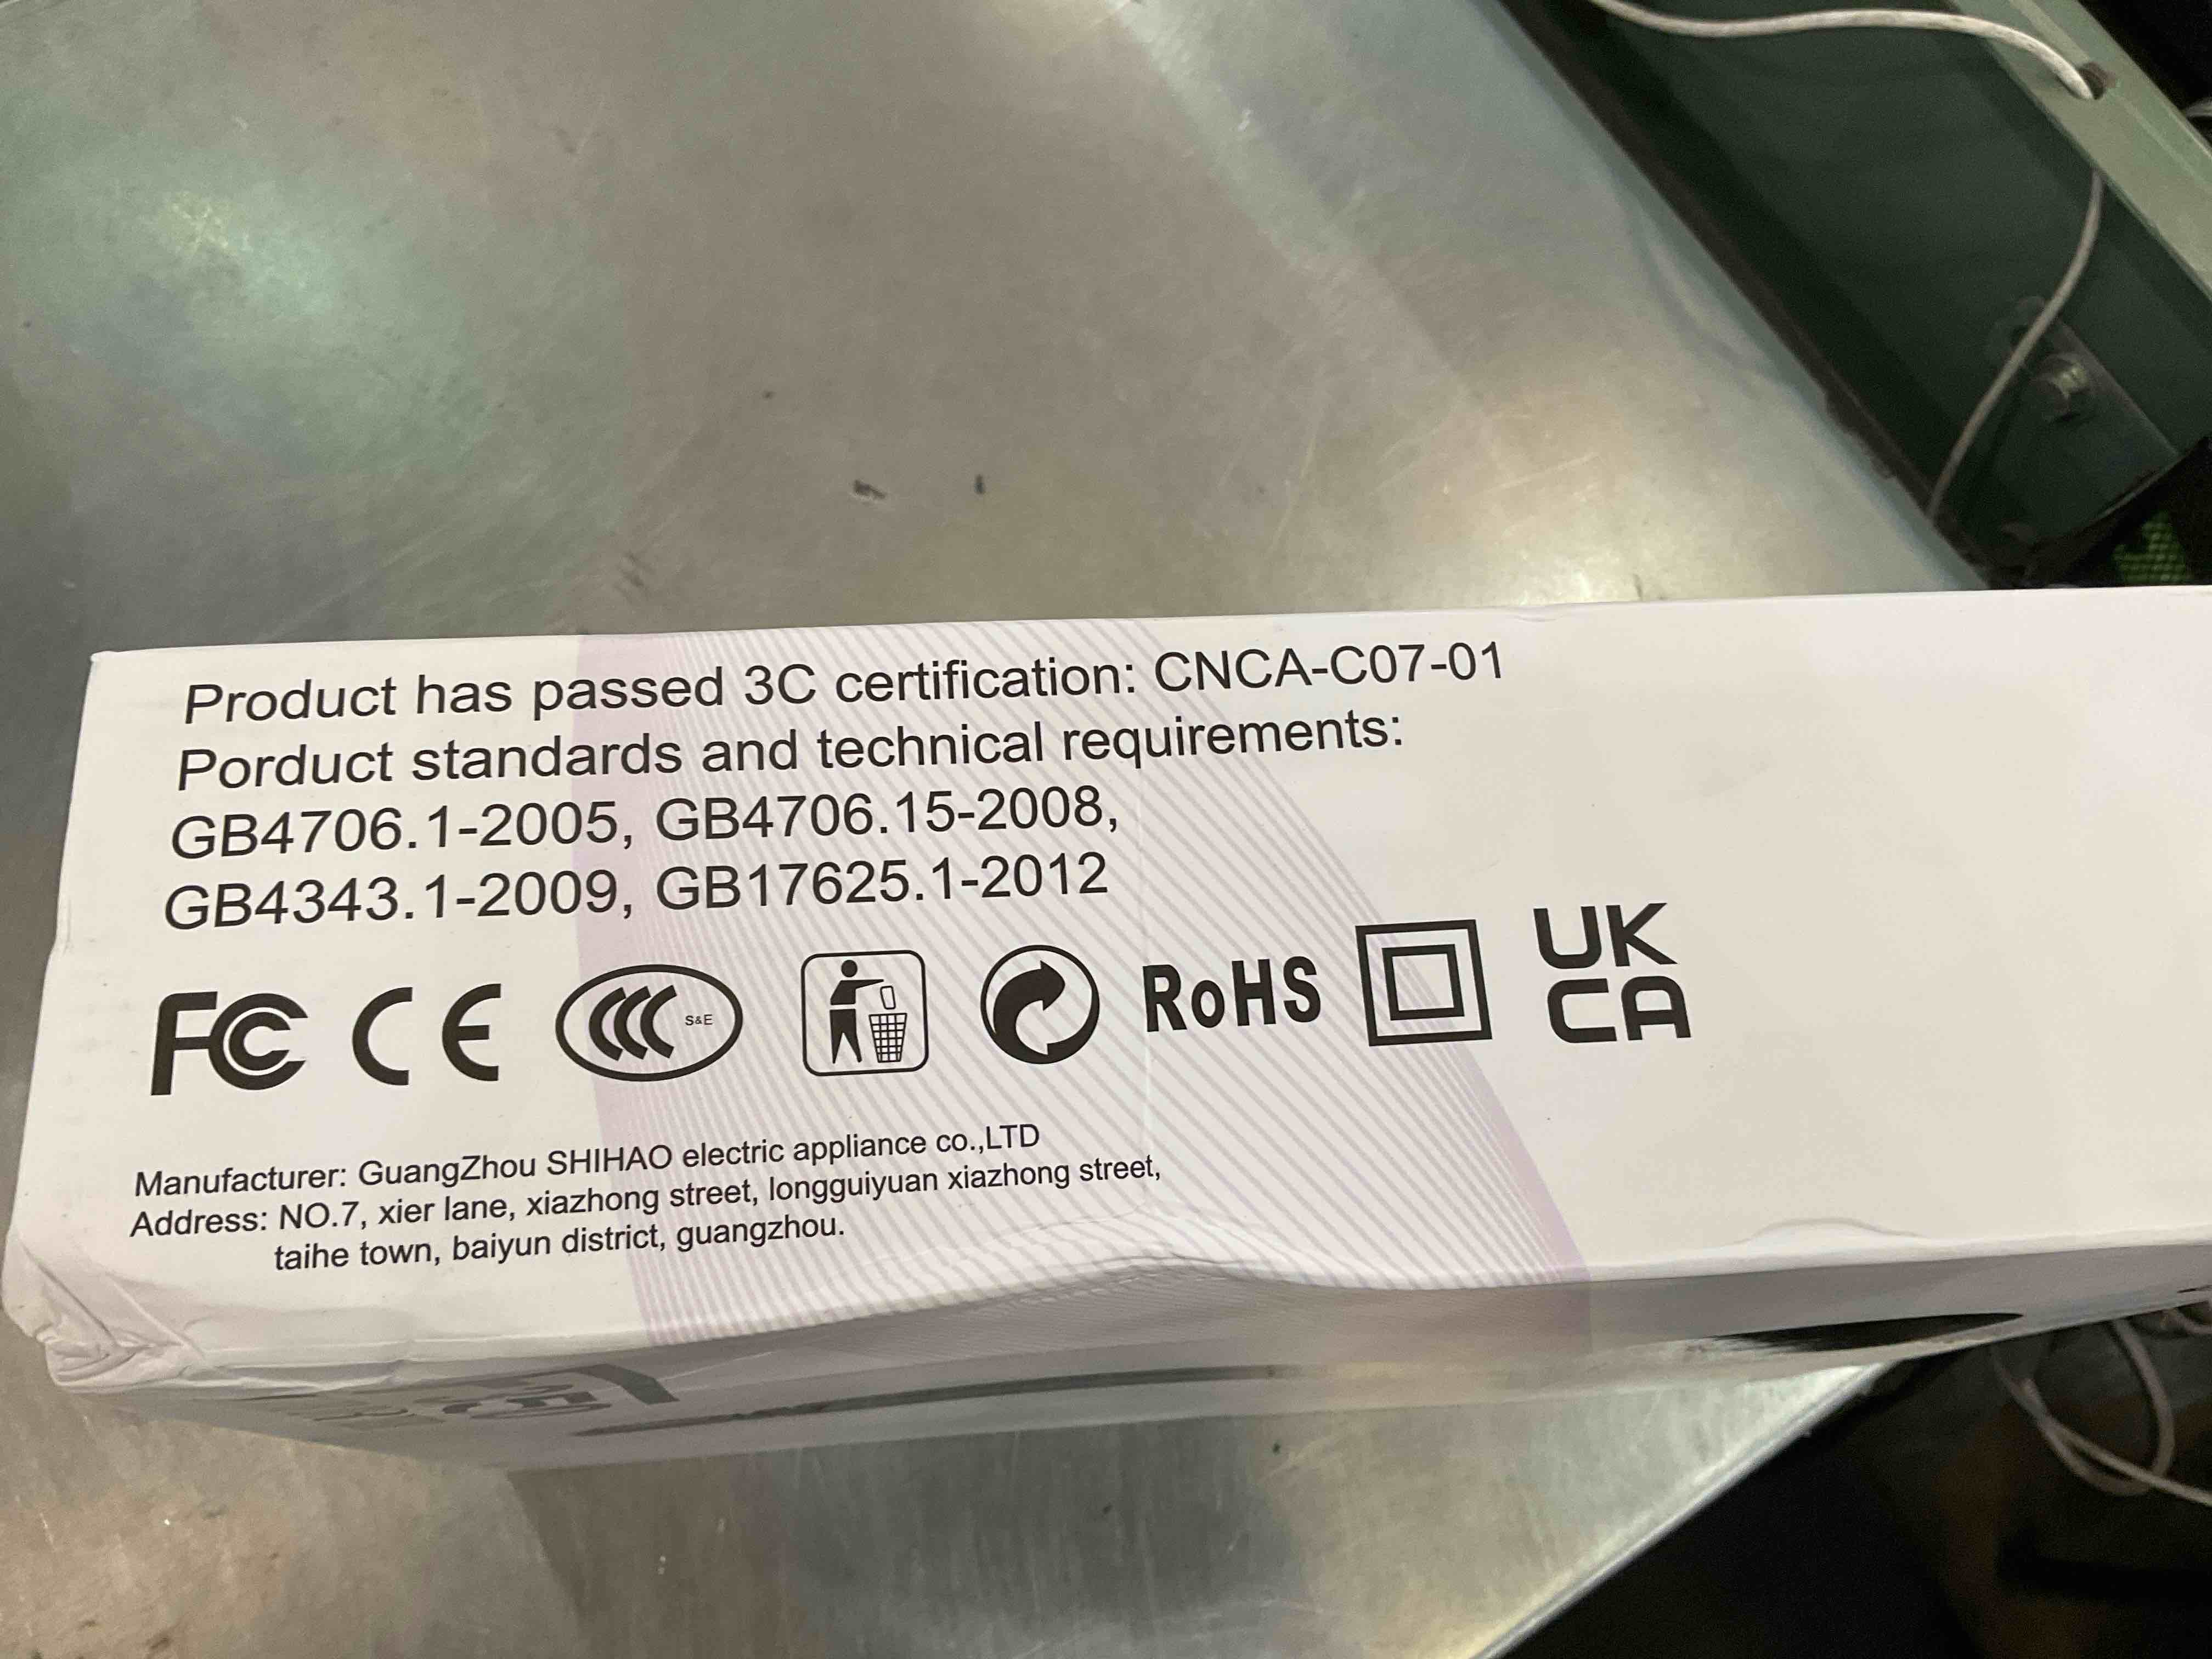 Product has passed 3C certification: CNCA-C07-01
Porduct standards and technical requirements:
GB4706.1-2005, GB4706.15-2008,
GB4343.1-2009, GB17625.1-2012
FC CE CCC S&E RoHS UK
CA
Manufacturer: GuangZhou SHIHAO electric appliance co.,LTD
Address: NO.7, xier lane, xiazhong street, longguiyuan xiazhong street,
taihe town, baiyun district, guangzhou.